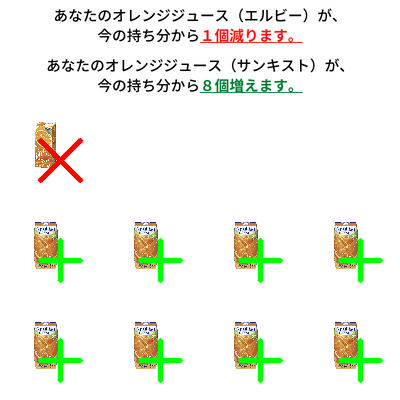 あなたのオレンジジュース（エルビー）が、
今の持ち分から１個減ります。
あなたのオレンジジュース（サンキスト）が、
今の持ち分から８個増えます。